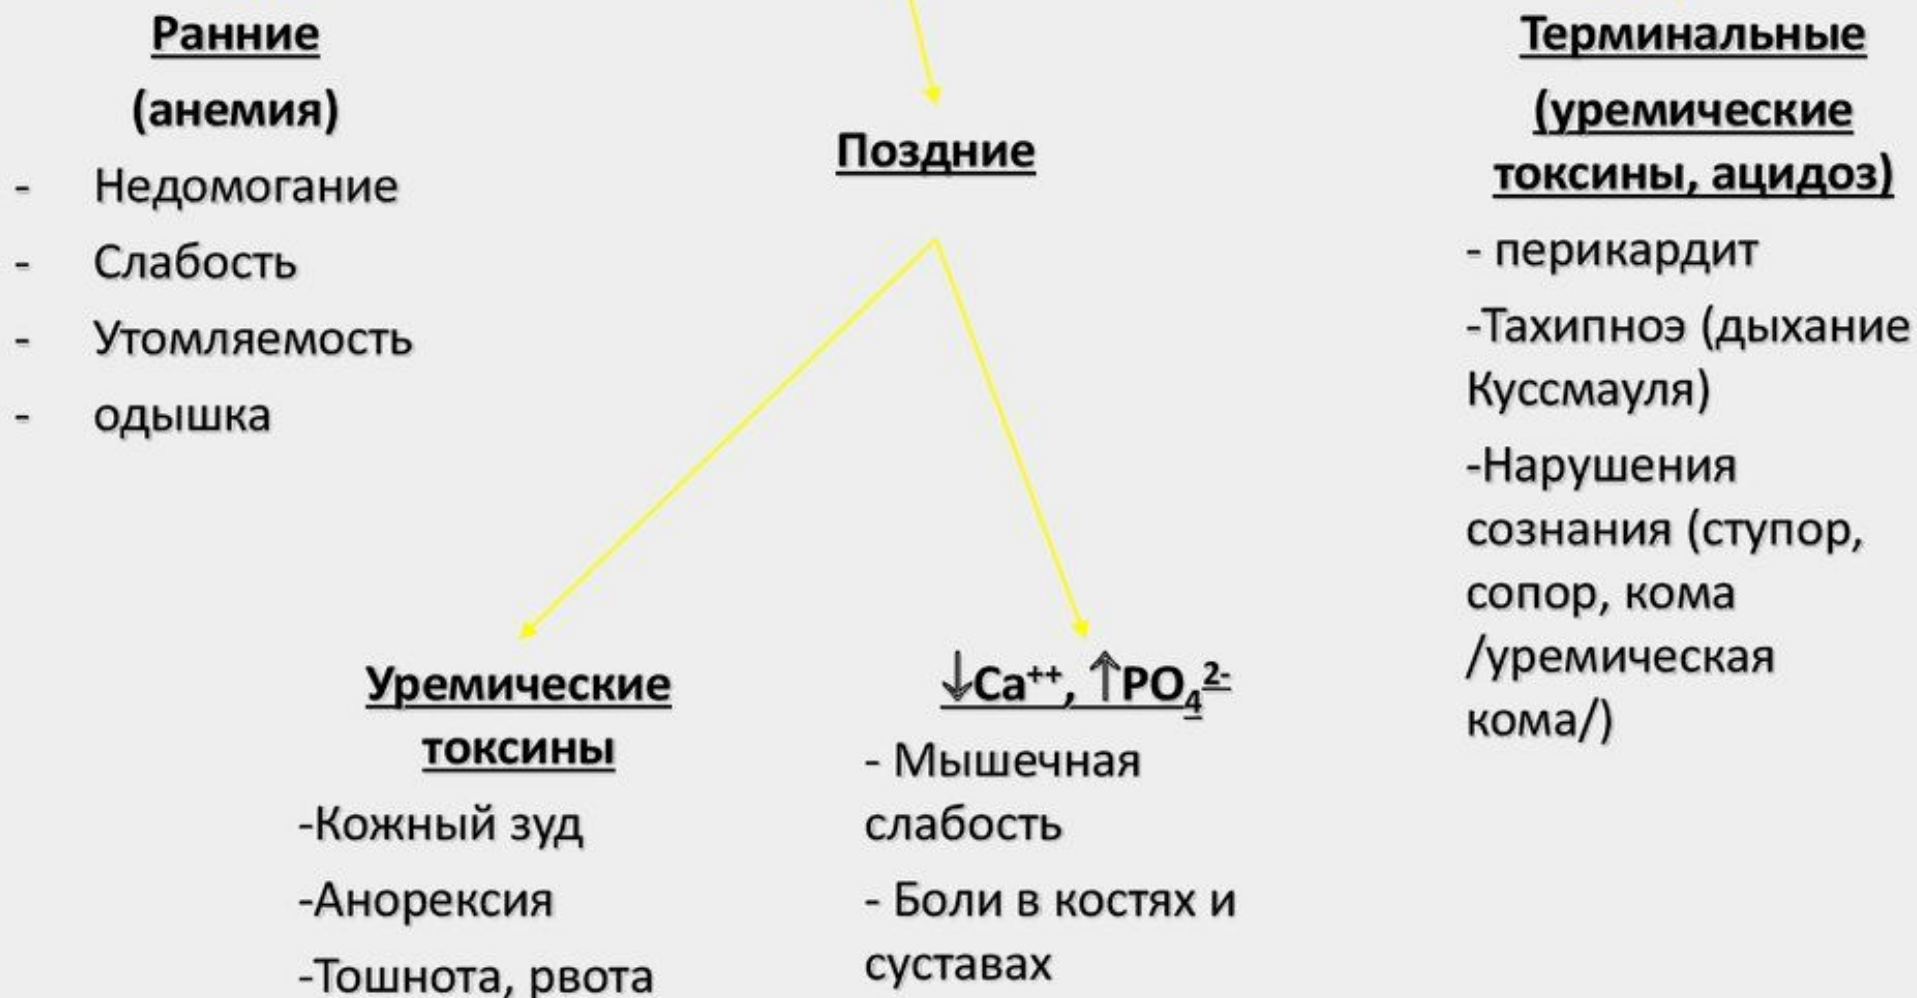 Ранние
(анемия)
- Недомогание
- Слабость
- Утомляемость
- одышка
Поздние
Уремические
токсины
-Кожный зуд
-Анорексия
-Тошнота, рвота
↓Ca⁺⁺, ↑PO₄²⁻
- Мышечная
слабость
- Боли в костях и
суставах
Терминальные
(уремические
токсины, ацидоз)
- перикардит
-Тахипноэ (дыхание
Куссмауля)
-Нарушения
сознания (ступор,
сопор, кома
/уремическая
кома/)